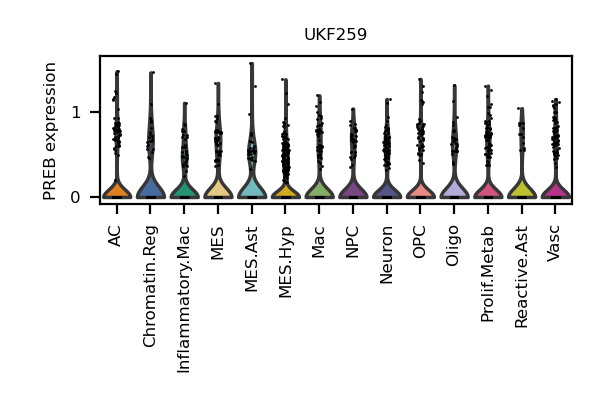 UKF259
PREB expression
1
0
AC
Chromatin.Reg
Inflammatory.Mac
MES
MES.Ast
MES.Hyp
Mac
NPC
Neuron
OPC
Oligo
Prolif.Metab
Reactive.Ast
Vasc